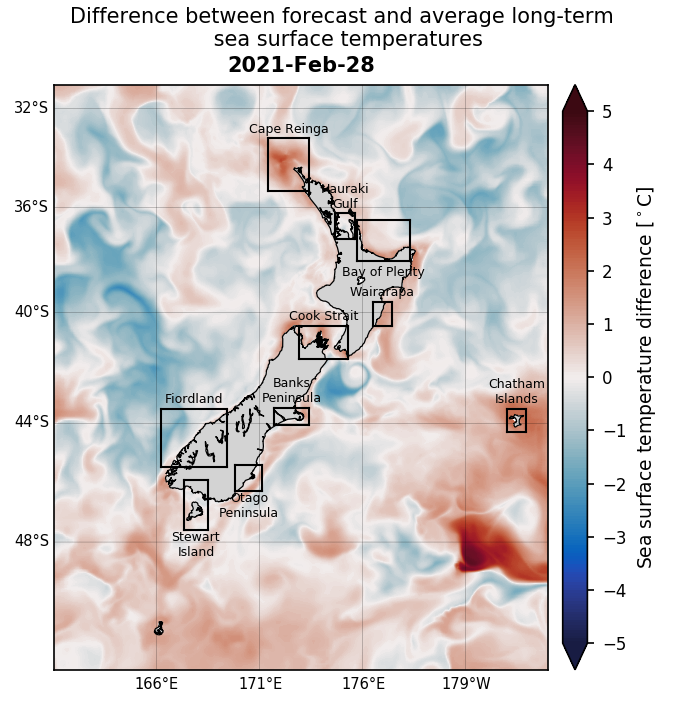 Difference between forecast and average long-term
sea surface temperatures
2021-Feb-28
32°S
36°S
40°S
44°S
48°S
166°E
171°E
176°E
179°W
Cape Reinga
Hauraki
Gulf
Bay of Plenty
Wairarapa
Cook Strait
Banks
Peninsula
Fiordland
Chatham
Islands
Otago
Peninsula
Stewart
Island
5
4
3
2
1
0
−1
−2
−3
−4
−5
Sea surface temperature difference [ ° C]